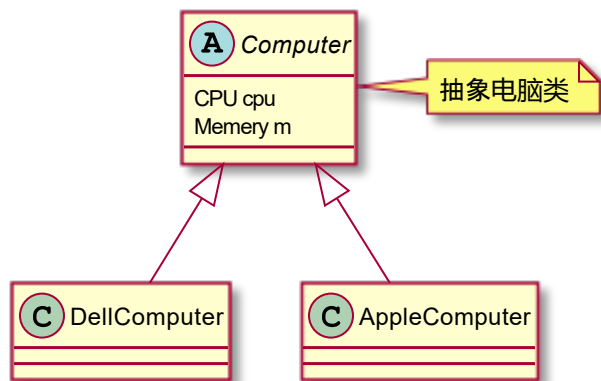 A Computer
CPU cpu
Memery m
抽象电脑类
C DellComputer
C AppleComputer